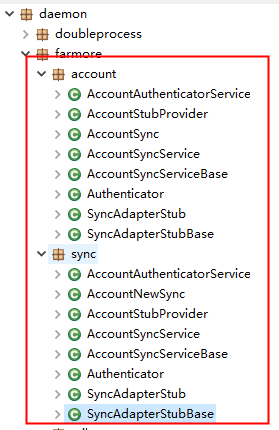 daemon
doubleprocess
farmore
account
AccountAuthenticatorService
AccountStubProvider
AccountSync
AccountSyncService
AccountSyncServiceBase
Authenticator
SyncAdapterStub
SyncAdapterStubBase
sync
AccountAuthenticatorService
AccountNewSync
AccountStubProvider
AccountSyncService
AccountSyncServiceBase
Authenticator
SyncAdapterStub
SyncAdapterStubBase